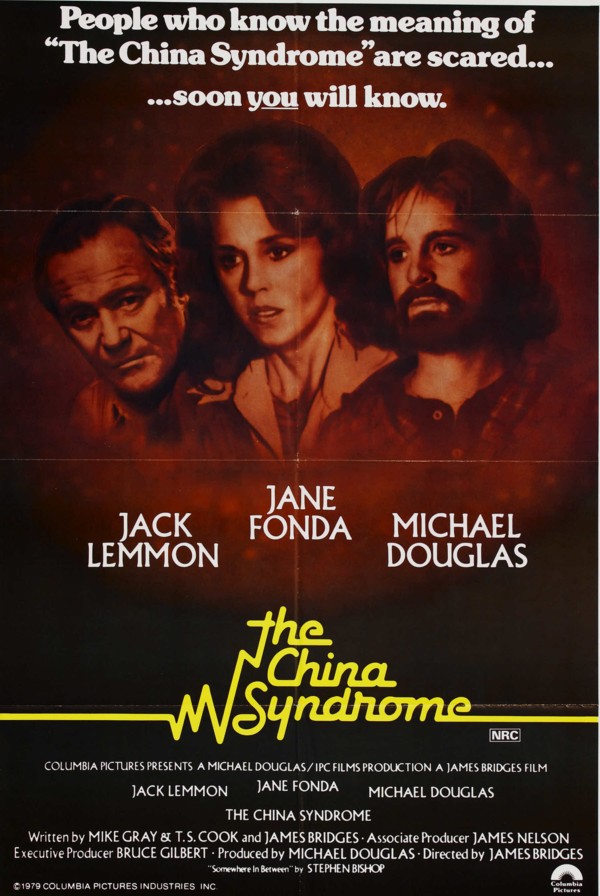 People who know the meaning of
“The China Syndrome” are scared...
...soon you will know.
JACK LEMMON
JANE FONDA
MICHAEL DOUGLAS
the
China
Syndrome
NRC
COLUMBIA PICTURES PRESENTS A MICHAEL DOUGLAS/IPC FILMS PRODUCTION A JAMES BRIDGES FILM
JACK LEMMON JANE FONDA MICHAEL DOUGLAS
THE CHINA SYNDROME
Written by MIKE GRAY & T.S. COOK and JAMES BRIDGES · Associate Producer JAMES NELSON
Executive Producer BRUCE GILBERT · Produced by MICHAEL DOUGLAS · Directed by JAMES BRIDGES
"Somewhere In Between" by STEPHEN BISHOP
©1979 COLUMBIA PICTURES INDUSTRIES INC.
Columbia
Pictures